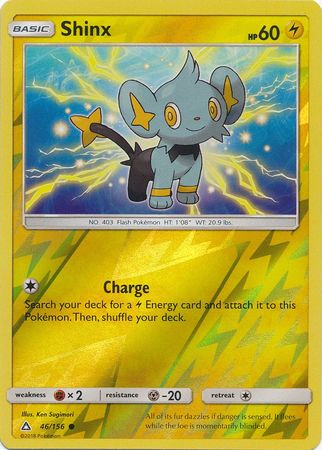 BASIC Shinx HP60
NO. 403 Flash Pokémon HT: 1'08" WT: 20.9 lbs.
Charge
Search your deck for a Energy card and attach it to this
Pokémon. Then, shuffle your deck.
weakness × 2 resistance -20 retreat
Illus. Ken Sugimori
46/156
©2018 Pokémon
All of its fur dazzles if danger is sensed. It flees
while the foe is momentarily blinded.